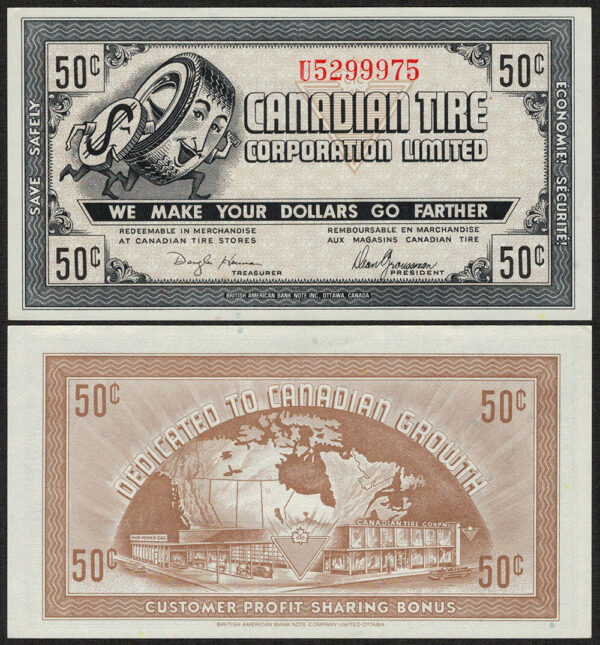 50¢
U5299975
50¢
CANADIAN TIRE
CORPORATION LIMITED
SAVE SAFELY
ECONOMIE! SECURITE!
$
WE MAKE YOUR DOLLARS GO FARTHER
REDEEMABLE IN MERCHANDISE
AT CANADIAN TIRE STORES
REMBOURSABLE EN MARCHANDISE
AUX MAGASINS CANADIAN TIRE
50¢
TREASURER
PRESIDENT
50¢
BRITISH AMERICAN BANK NOTE INC., OTTAWA, CANADA
50¢
50¢
DEDICATED TO CANADIAN GROWTH
CANADIAN TIRE CORPN.
MOR-POWER GAS
50¢
50¢
CUSTOMER PROFIT SHARING BONUS
BRITISH AMERICAN BANK NOTE COMPANY LIMITED OTTAWA